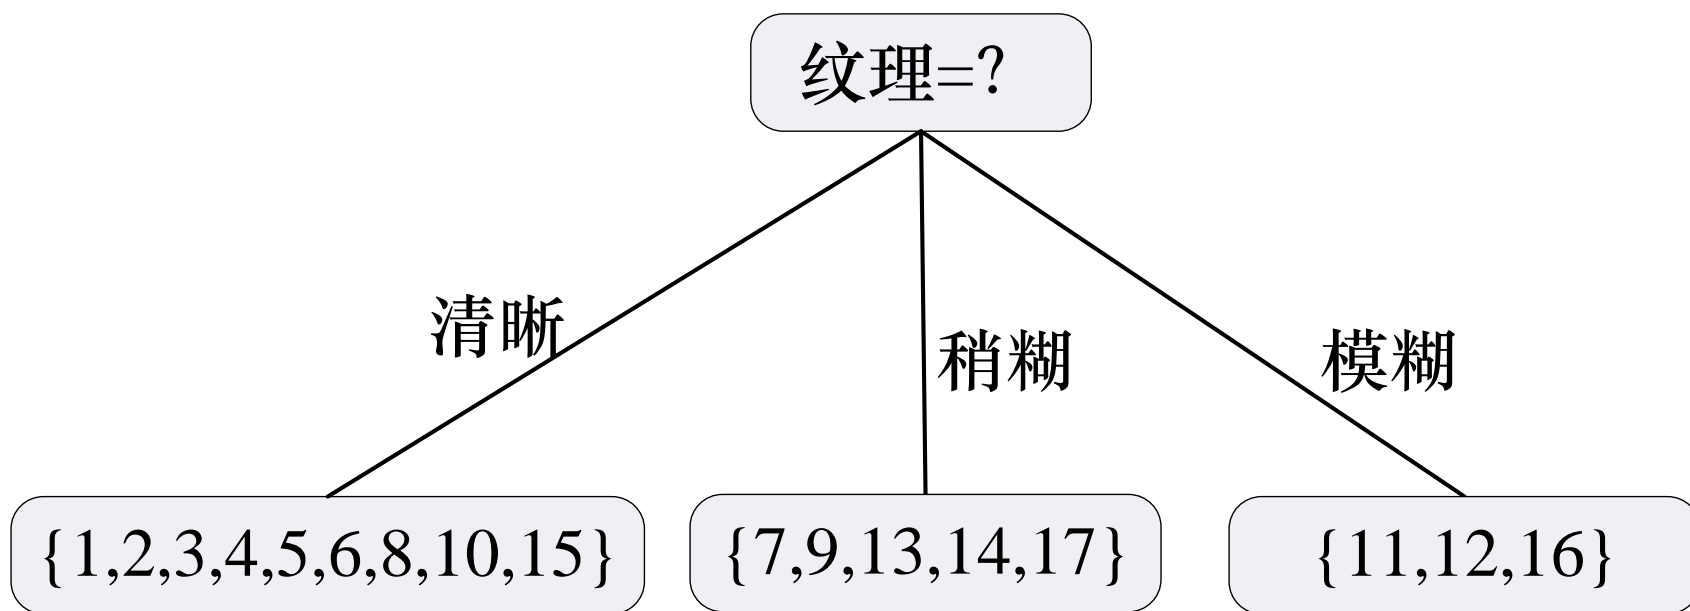 纹理=?
清晰
稍糊
模糊
{1,2,3,4,5,6,8,10,15}
{7,9,13,14,17}
{11,12,16}